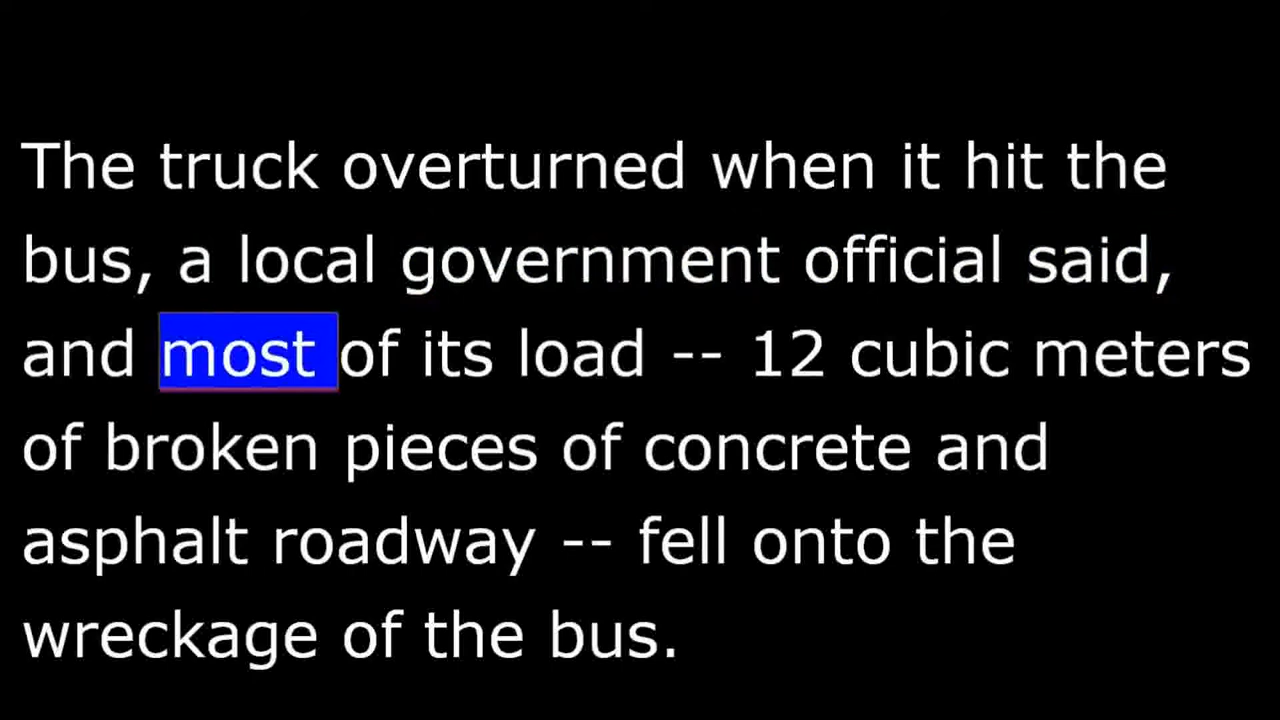 The truck overturned when it hit the
bus, a local government official said,
and most of its load -- 12 cubic meters
of broken pieces of concrete and
asphalt roadway -- fell onto the
wreckage of the bus.